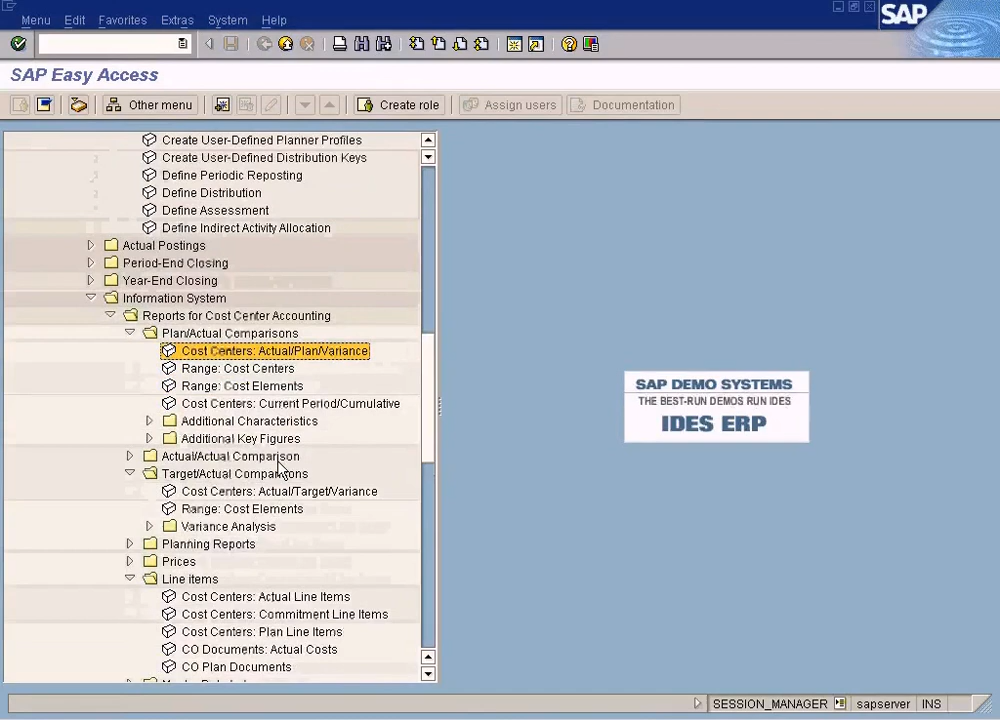 Menu Edit Favorites Extras System Help
SAP
SAP Easy Access
Other menu Create role Assign users Documentation
Create User-Defined Planner Profiles
Create User-Defined Distribution Keys
Define Periodic Reporting
Define Distribution
Define Assessment
Define Indirect Activity Allocation
Actual Postings
Period-End Closing
Year-End Closing
Information System
Reports for Cost Center Accounting
Plan/Actual Comparisons
Cost Centers: Actual/Plan/Variance
Range: Cost Centers
Range: Cost Elements
Cost Centers: Current Period/Cumulative
Additional Characteristics
Additional Key Figures
Actual/Actual Comparison
Target/Actual Comparisons
Cost Centers: Actual/Target/Variance
Range: Cost Elements
Variance Analysis
Planning Reports
Prices
Line items
Cost Centers: Actual Line Items
Cost Centers: Commitment Line Items
Cost Centers: Plan Line Items
CO Documents: Actual Costs
CO Plan Documents
SAP DEMO SYSTEMS
THE BEST-RUN DEMOS RUN IDES
IDES ERP
SESSION_MANAGER sapserver INS